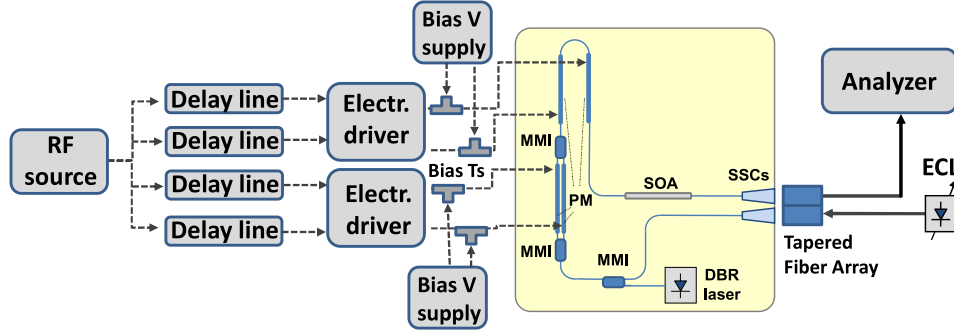 RF
source
Delay line
Delay line
Delay line
Delay line
Electr.
driver
Electr.
driver
Bias V
supply
Bias Ts
Bias V
supply
MMI
MMI
PM
MMI
SOA
SSCs
DBR
laser
Tapered
Fiber Array
Analyzer
ECL